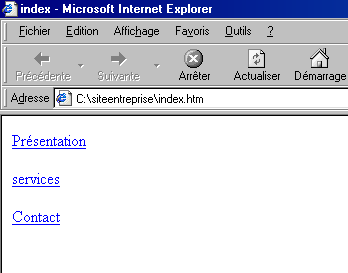 index - Microsoft Internet Explorer
Fichier Edition Affichage Favoris Outils ?
Précédente Suivante Arrêter Actualiser Démarrage
Adresse C:\siteentreprise\index.htm
Présentation
services
Contact